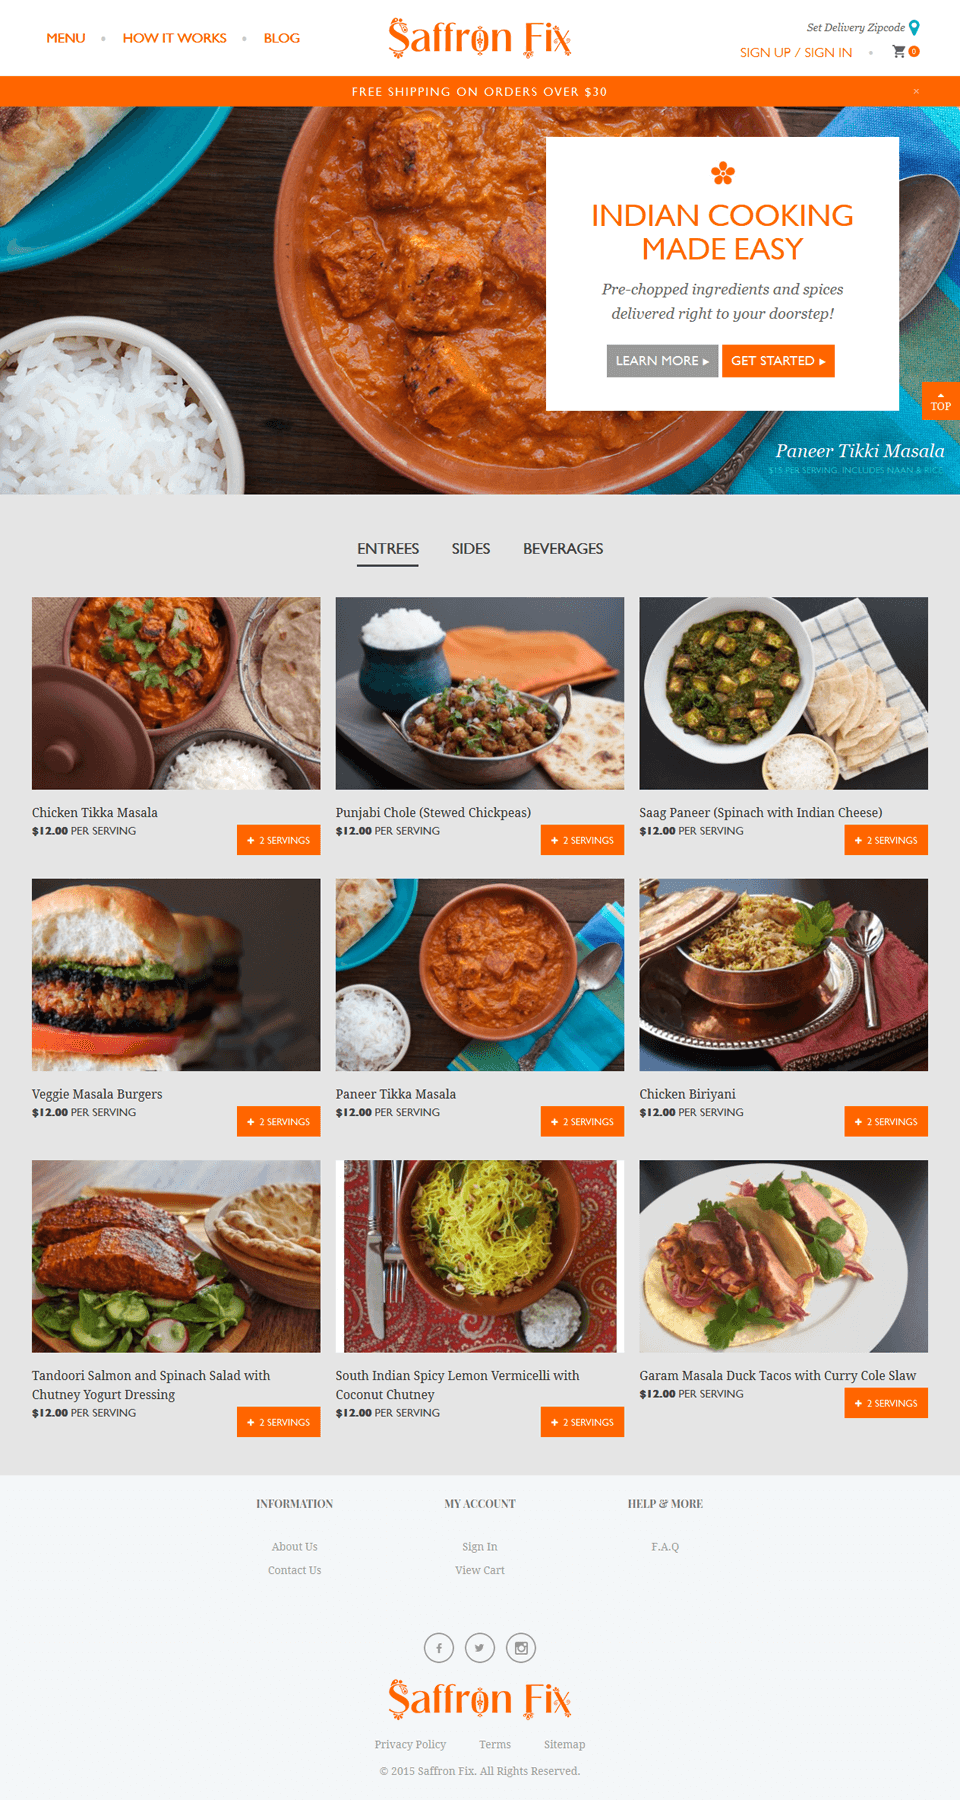 MENU • HOW IT WORKS • BLOG
Saffron Fix
Set Delivery Zipcode
SIGN UP / SIGN IN • 0
FREE SHIPPING ON ORDERS OVER $30 ×
INDIAN COOKING
MADE EASY
Pre-chopped ingredients and spices
delivered right to your doorstep!
LEARN MORE ▸ GET STARTED ▸
TOP
Paneer Tikki Masala
$15 PER SERVING. INCLUDES NAAN & RICE.
ENTREES SIDES BEVERAGES
Chicken Tikka Masala
$12.00 PER SERVING
+ 2 SERVINGS
Punjabi Chole (Stewed Chickpeas)
$12.00 PER SERVING
+ 2 SERVINGS
Saag Paneer (Spinach with Indian Cheese)
$12.00 PER SERVING
+ 2 SERVINGS
Veggie Masala Burgers
$12.00 PER SERVING
+ 2 SERVINGS
Paneer Tikka Masala
$12.00 PER SERVING
+ 2 SERVINGS
Chicken Biriyani
$12.00 PER SERVING
+ 2 SERVINGS
Tandoori Salmon and Spinach Salad with
Chutney Yogurt Dressing
$12.00 PER SERVING
+ 2 SERVINGS
South Indian Spicy Lemon Vermicelli with
Coconut Chutney
$12.00 PER SERVING
+ 2 SERVINGS
Garam Masala Duck Tacos with Curry Cole Slaw
$12.00 PER SERVING
+ 2 SERVINGS
INFORMATION
About Us
Contact Us
MY ACCOUNT
Sign In
View Cart
HELP & MORE
F.A.Q
Saffron Fix
Privacy Policy Terms Sitemap
© 2015 Saffron Fix. All Rights Reserved.